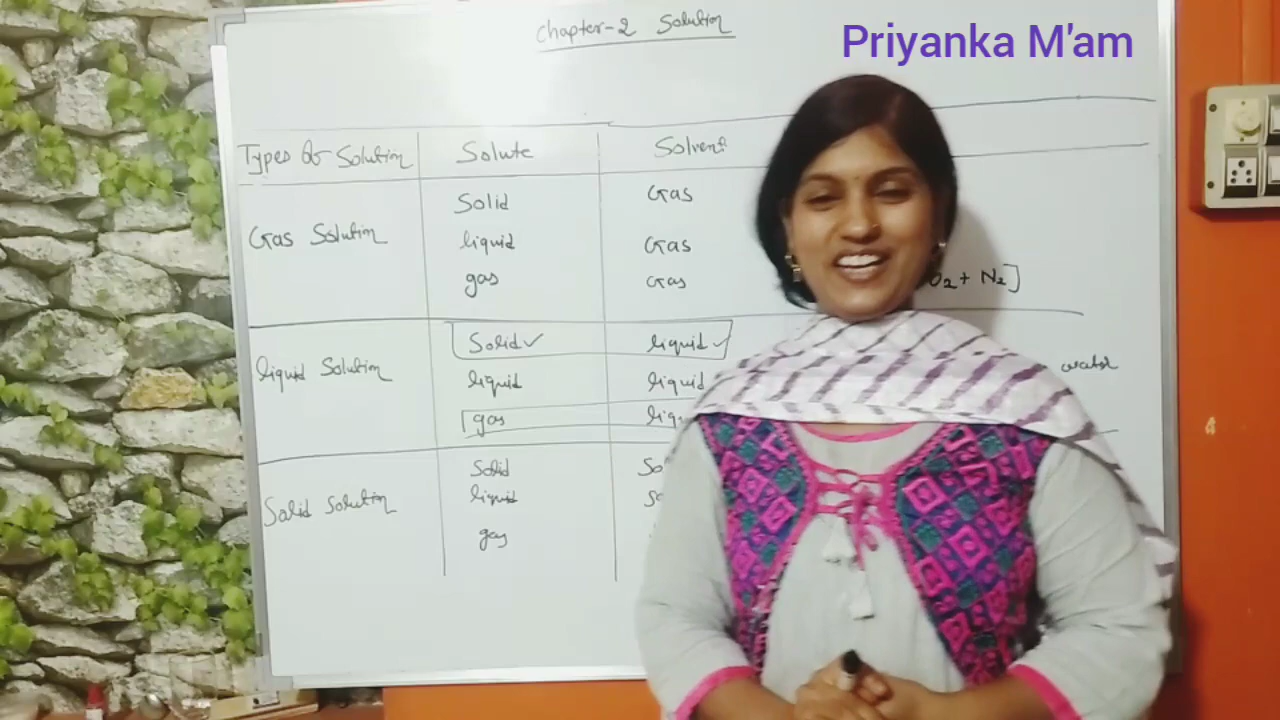 Chapter-2 Solution
Priyanka M'am
Types of Solution Solute Solvent
Solid Gas
Gas Solution liquid Gas
gas Gas
O2 + N2]
Solid✓ liquid✓
liquid Solution liquid liquid
water
gas
Solid
Solid Solution liquid
gas